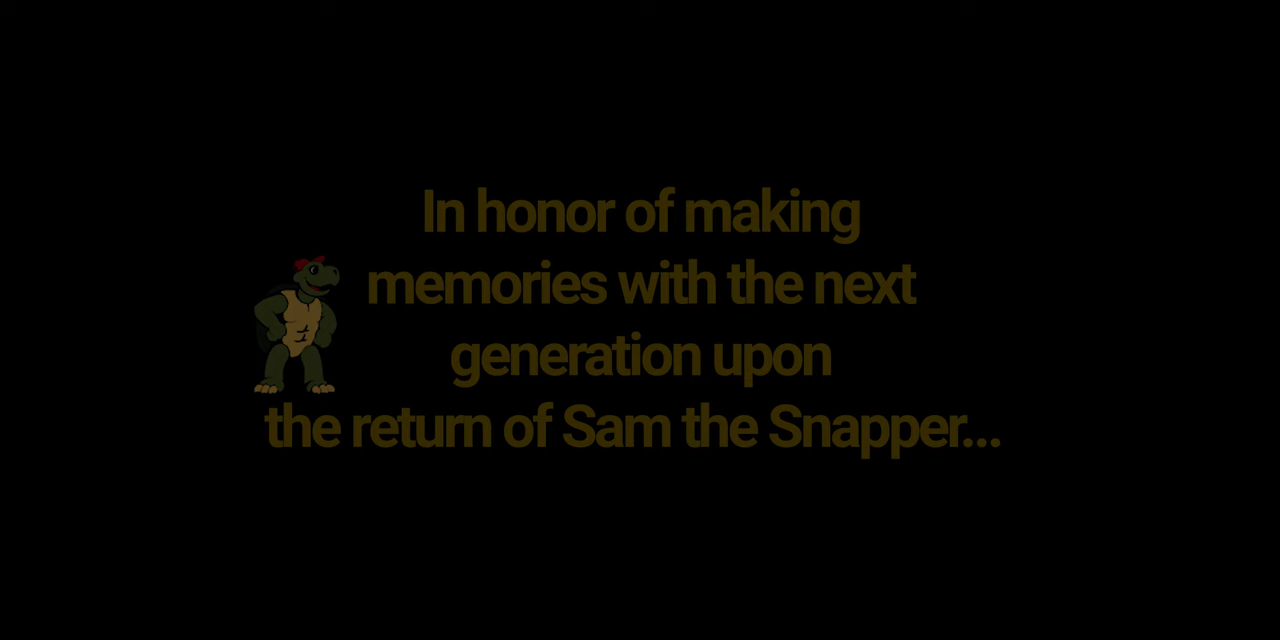 In honor of making
memories with the next
generation upon
the return of Sam the Snapper...